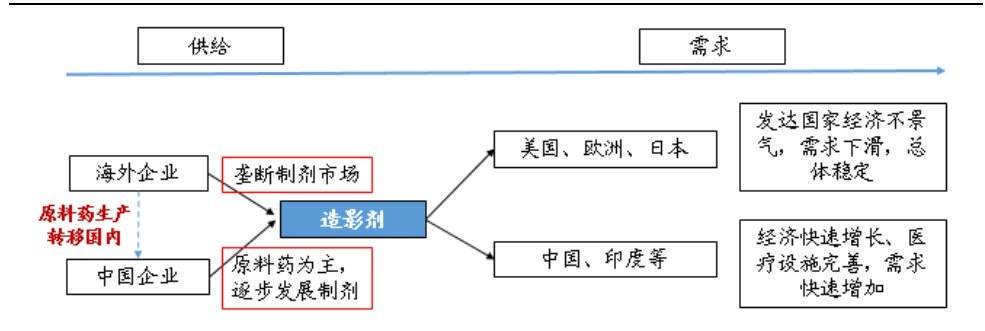 供给
需求
海外企业
垄断制剂市场
原料药生产
转移国内
造影剂
中国企业
原料药为主，
逐步发展制剂
美国、欧洲、日本
发达国家经济不景
气，需求下滑，总
体稳定
中国、印度等
经济快速增长、医
疗设施完善，需求
快速增加